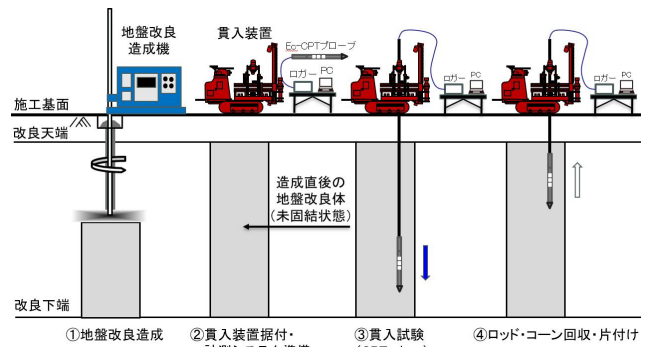 地盤改良
造成機
貫入装置
Ec-CPTプローブ
ロガー PC
ロガー PC
ロガー PC
施工基面
改良天端
造成直後の
地盤改良体
(未固結状態)
改良下端
①地盤改良造成
②貫入装置据付・
③貫入試験
④ロッド・コーン回収・片付け